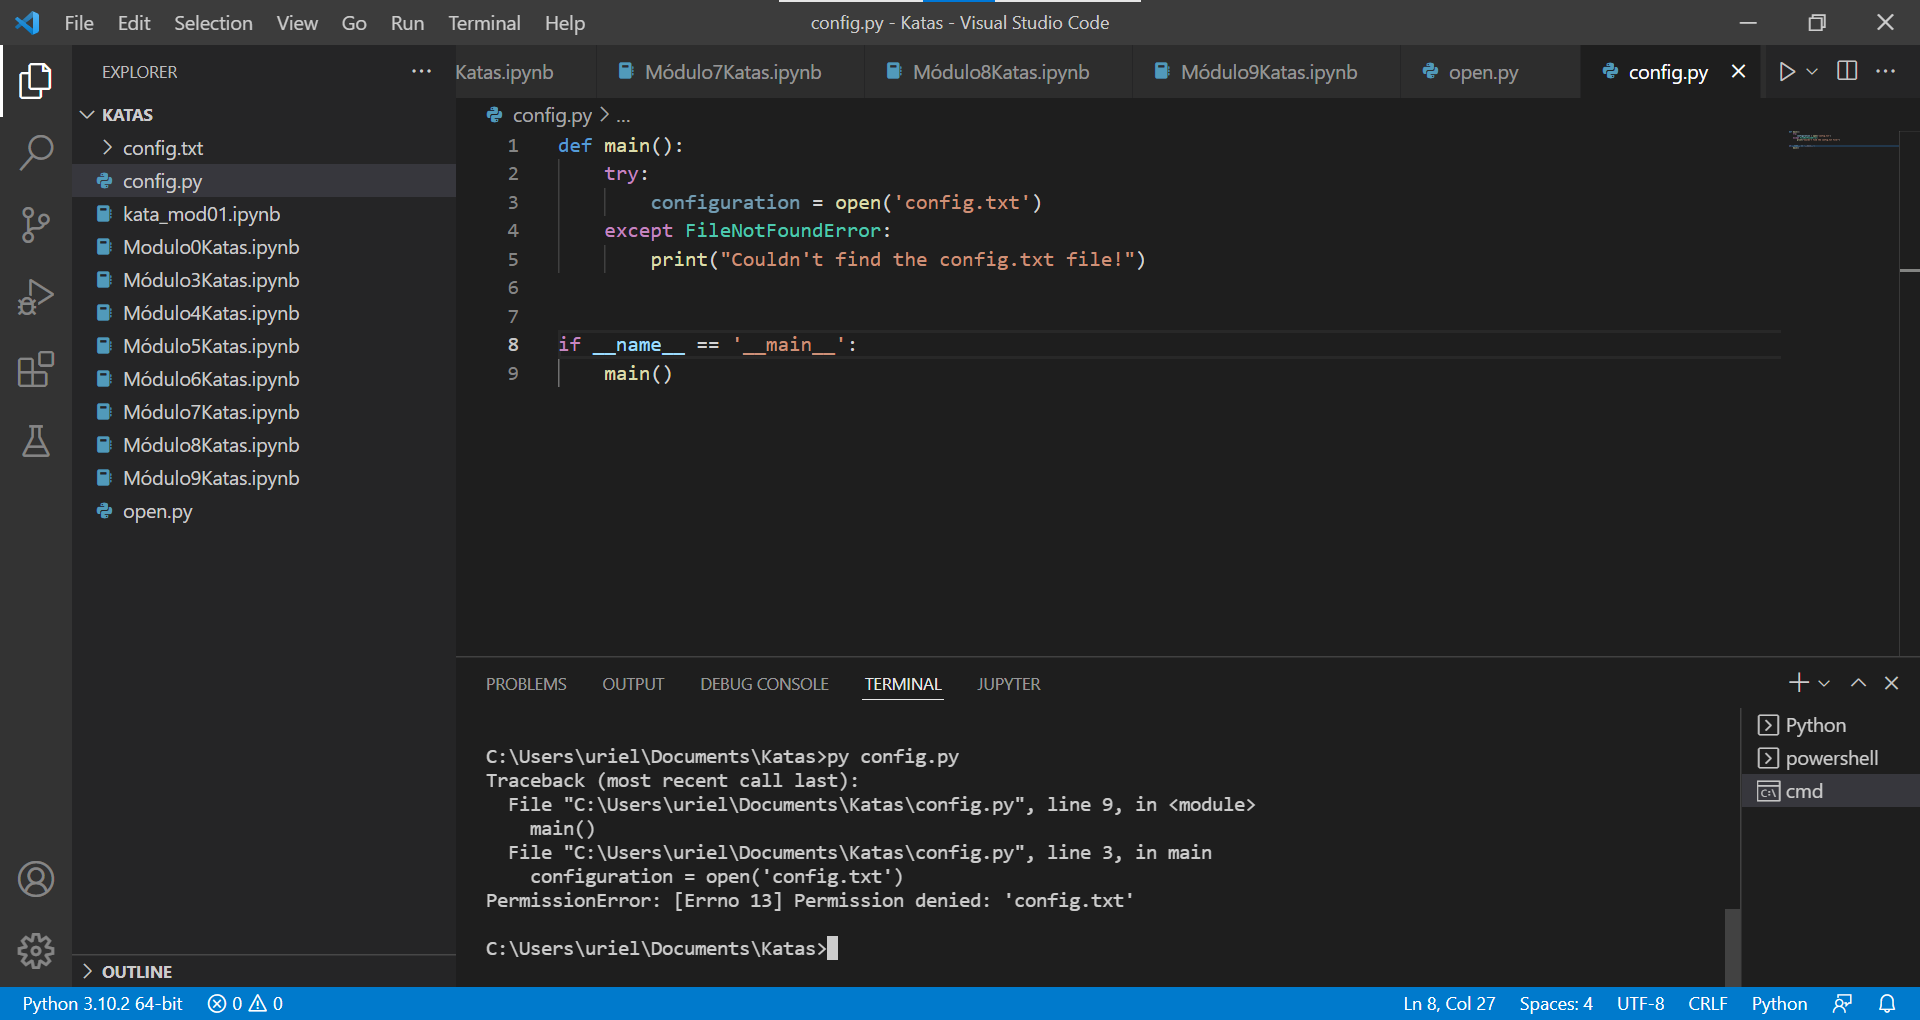 File Edit Selection View Go Run Terminal Help
config.py - Katas - Visual Studio Code
EXPLORER
KATAS
config.txt
config.py
kata_mod01.ipynb
Modulo0Katas.ipynb
Módulo3Katas.ipynb
Módulo4Katas.ipynb
Módulo5Katas.ipynb
Módulo6Katas.ipynb
Módulo7Katas.ipynb
Módulo8Katas.ipynb
Módulo9Katas.ipynb
open.py
OUTLINE
Katas.ipynb Módulo7Katas.ipynb Módulo8Katas.ipynb Módulo9Katas.ipynb open.py config.py
config.py > ...
1 def main():
2 try:
3 configuration = open('config.txt')
4 except FileNotFoundError:
5 print("Couldn't find the config.txt file!")
6
7
8 if __name__ == '__main__':
9 main()
PROBLEMS OUTPUT DEBUG CONSOLE TERMINAL JUPYTER
C:\Users\uriel\Documents\Katas>py config.py
Traceback (most recent call last):
File "C:\Users\uriel\Documents\Katas\config.py", line 9, in <module>
main()
File "C:\Users\uriel\Documents\Katas\config.py", line 3, in main
configuration = open('config.txt')
PermissionError: [Errno 13] Permission denied: 'config.txt'
C:\Users\uriel\Documents\Katas>
Python
powershell
cmd
Python 3.10.2 64-bit 0 0 Ln 8, Col 27 Spaces: 4 UTF-8 CRLF Python